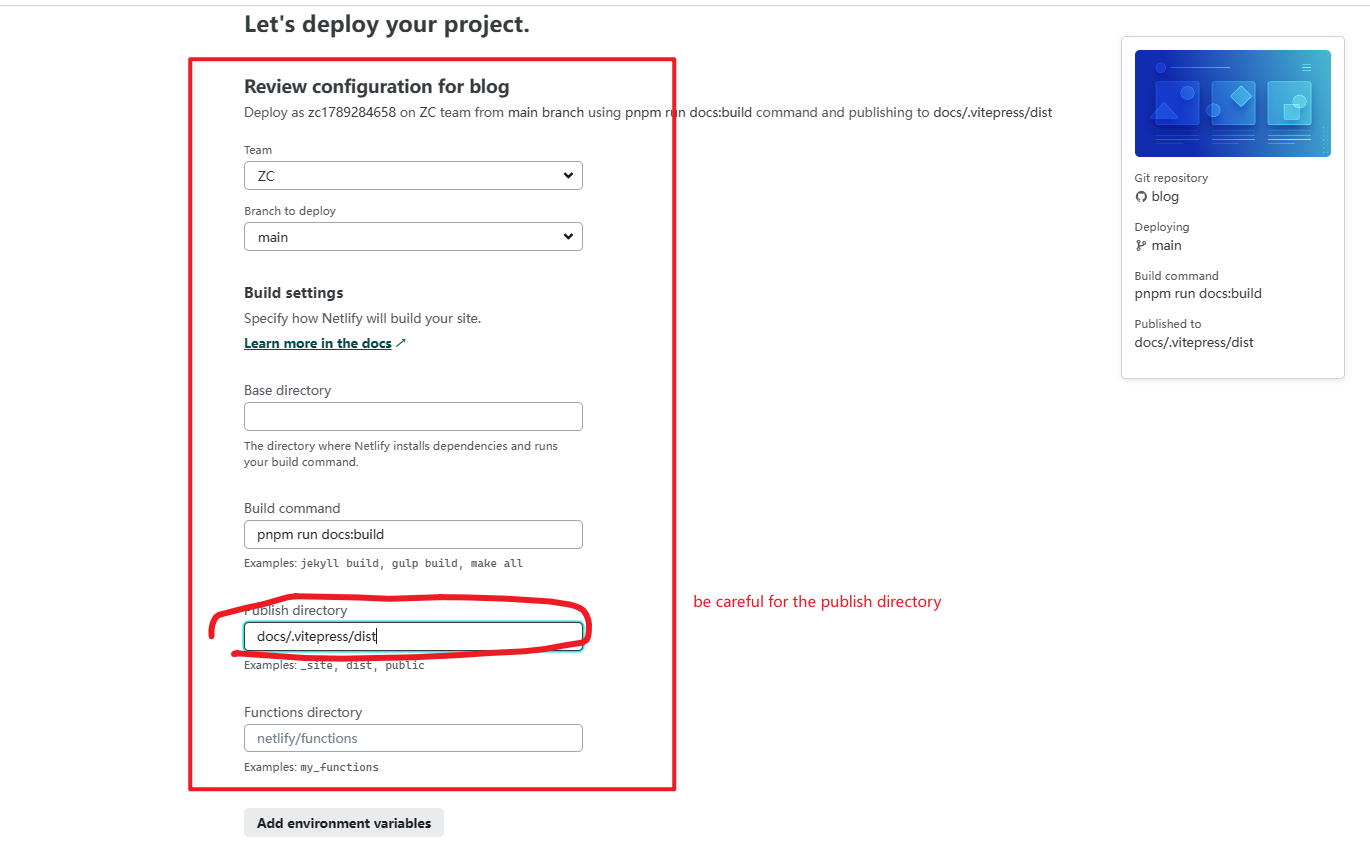 Let's deploy your project.
Review configuration for blog
Deploy as zc1789284658 on ZC team from main branch using pnpm run docs:build command and publishing to docs/.vitepress/dist
Team
ZC
Branch to deploy
main
Build settings
Specify how Netlify will build your site.
Learn more in the docs ↗
Base directory
The directory where Netlify installs dependencies and runs
your build command.
Build command
pnpm run docs:build
Examples: jekyll build, gulp build, make all
Publish directory
docs/.vitepress/dist
Examples: _site, dist, public
be careful for the publish directory
Functions directory
netlify/functions
Examples: my_functions
Add environment variables
Git repository
blog
Deploying
main
Build command
pnpm run docs:build
Published to
docs/.vitepress/dist